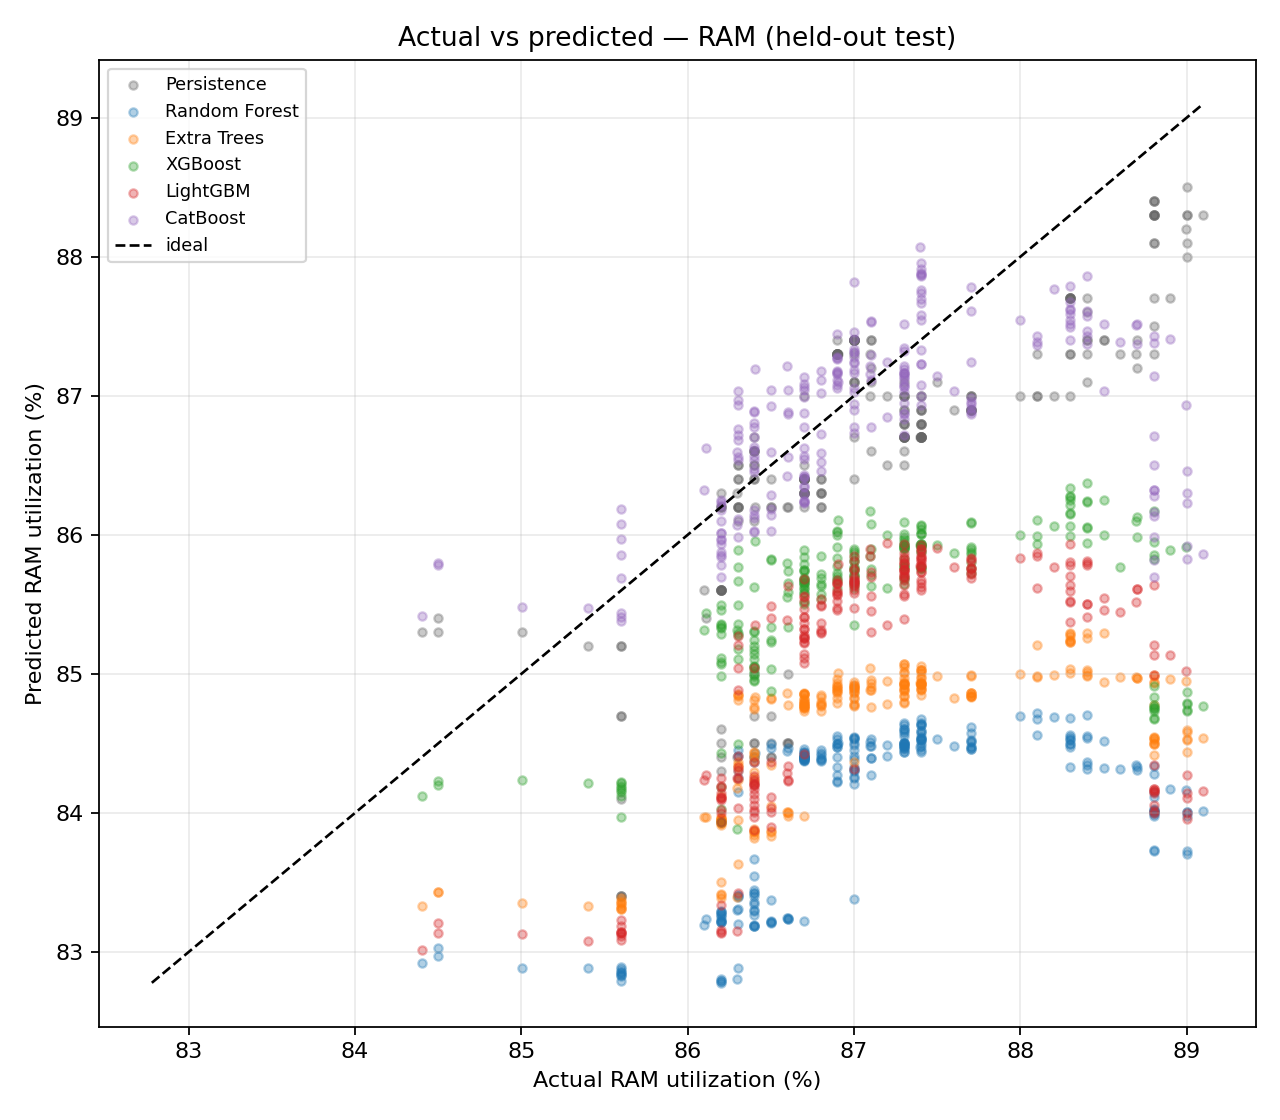 Actual vs predicted — RAM (held-out test)
Persistence
Random Forest
Extra Trees
XGBoost
LightGBM
CatBoost
ideal
Predicted RAM utilization (%)
89
88
87
86
85
84
83
83 84 85 86 87 88 89
Actual RAM utilization (%)